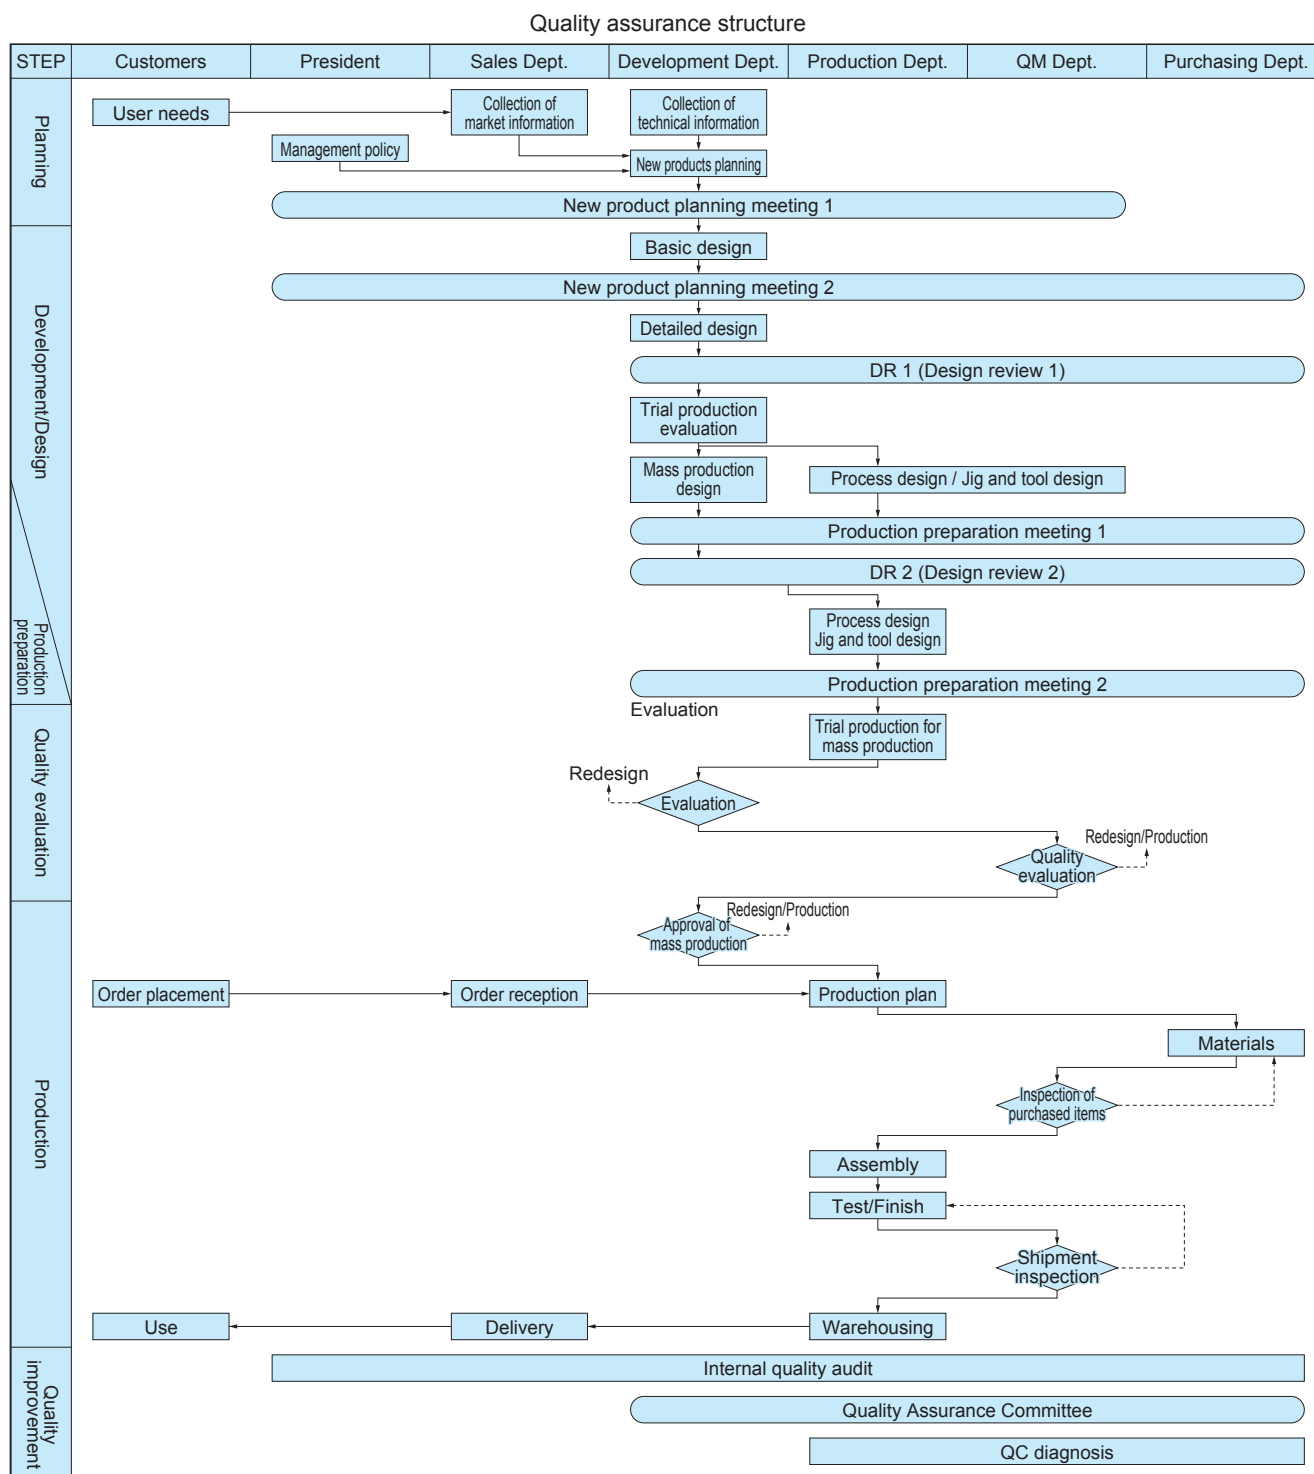 Quality assurance structure
STEP
Customers
President
Sales Dept.
Development Dept.
Production Dept.
QM Dept.
Purchasing Dept.
Planning
User needs
Collection of
market information
Collection of
technical information
Management policy
New products planning
New product planning meeting 1
Development/Design
Basic design
New product planning meeting 2
Detailed design
DR 1 (Design review 1)
Trial production
evaluation
Mass production
design
Process design / Jig and tool design
Production preparation meeting 1
DR 2 (Design review 2)
Production
preparation
Process design
Jig and tool design
Production preparation meeting 2
Quality evaluation
Evaluation
Trial production for
mass production
Redesign
Evaluation
Redesign/Production
Quality
evaluation
Production
Redesign/Production
Approval of
mass production
Order placement
Order reception
Production plan
Materials
Inspection of
purchased items
Assembly
Test/Finish
Shipment
inspection
Use
Delivery
Warehousing
Quality
improvement
Internal quality audit
Quality Assurance Committee
QC diagnosis